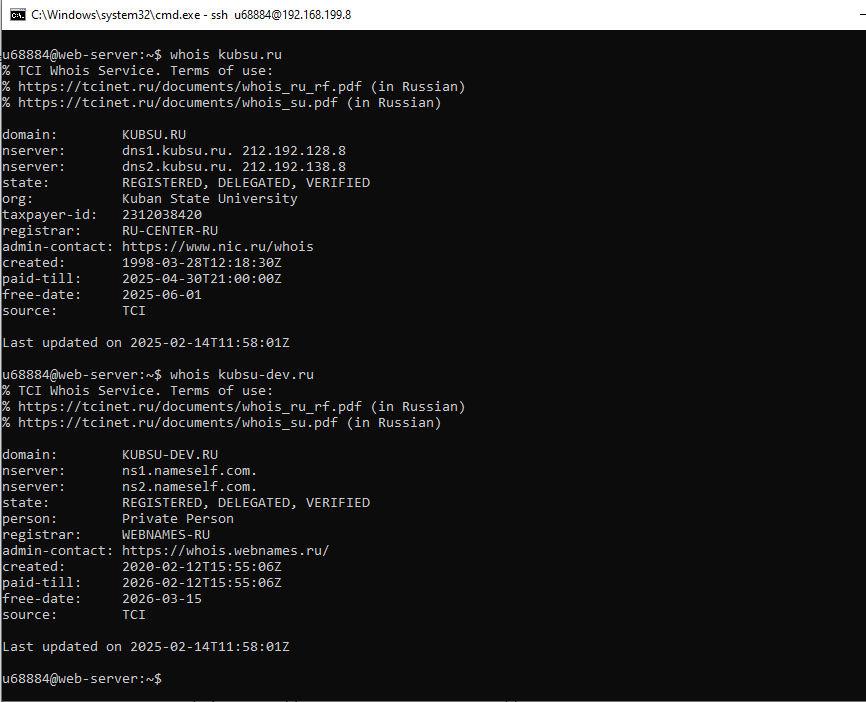 C:\Windows\system32\cmd.exe - ssh u68884@192.168.199.8
u68884@web-server:~$ whois kubsu.ru
% TCI Whois Service. Terms of use:
% https://tcinet.ru/documents/whois_ru_rf.pdf (in Russian)
% https://tcinet.ru/documents/whois_su.pdf (in Russian)
domain: KUBSU.RU
nserver: dns1.kubsu.ru. 212.192.128.8
nserver: dns2.kubsu.ru. 212.192.138.8
state: REGISTERED, DELEGATED, VERIFIED
org: Kuban State University
taxpayer-id: 2312038420
registrar: RU-CENTER-RU
admin-contact: https://www.nic.ru/whois
created: 1998-03-28T12:18:30Z
paid-till: 2025-04-30T21:00:00Z
free-date: 2025-06-01
source: TCI
Last updated on 2025-02-14T11:58:01Z
u68884@web-server:~$ whois kubsu-dev.ru
% TCI Whois Service. Terms of use:
% https://tcinet.ru/documents/whois_ru_rf.pdf (in Russian)
% https://tcinet.ru/documents/whois_su.pdf (in Russian)
domain: KUBSU-DEV.RU
nserver: ns1.nameself.com.
nserver: ns2.nameself.com.
state: REGISTERED, DELEGATED, VERIFIED
person: Private Person
registrar: WEBNAMES-RU
admin-contact: https://whois.webnames.ru/
created: 2020-02-12T15:55:06Z
paid-till: 2026-02-12T15:55:06Z
free-date: 2026-03-15
source: TCI
Last updated on 2025-02-14T11:58:01Z
u68884@web-server:~$